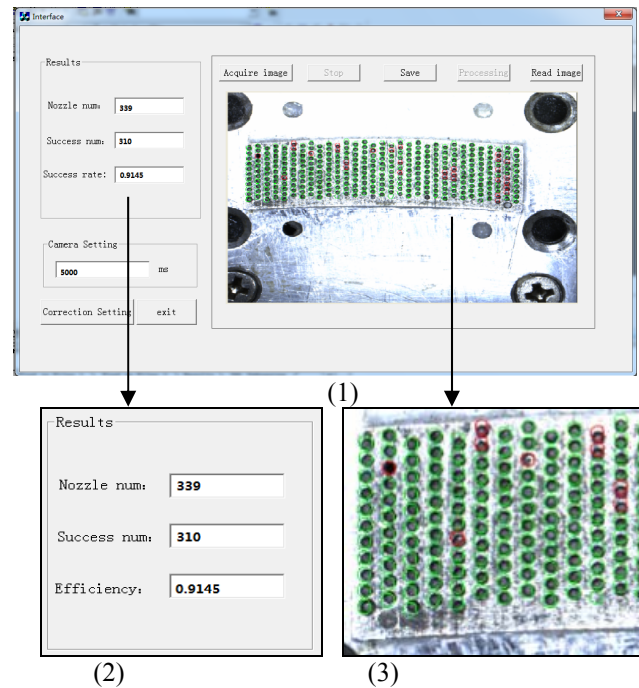 Interface
Results
Nozzle num: 339
Success num: 310
Success rate: 0.9145
Camera Setting
5000 ms
Correction Setting exit
Acquire image Stop Save Processing Read image
(1)
Results
Nozzle num: 339
Success num: 310
Efficiency: 0.9145
(2) (3)